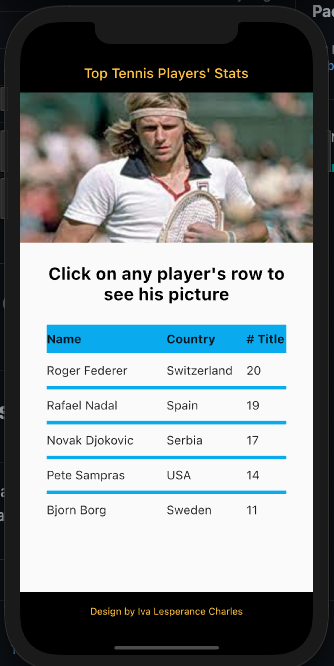 Top Tennis Players' Stats
Click on any player's row to
see his picture
Name Country # Title
Roger Federer Switzerland 20
Rafael Nadal Spain 19
Novak Djokovic Serbia 17
Pete Sampras USA 14
Bjorn Borg Sweden 11
Design by Iva Lesperance Charles